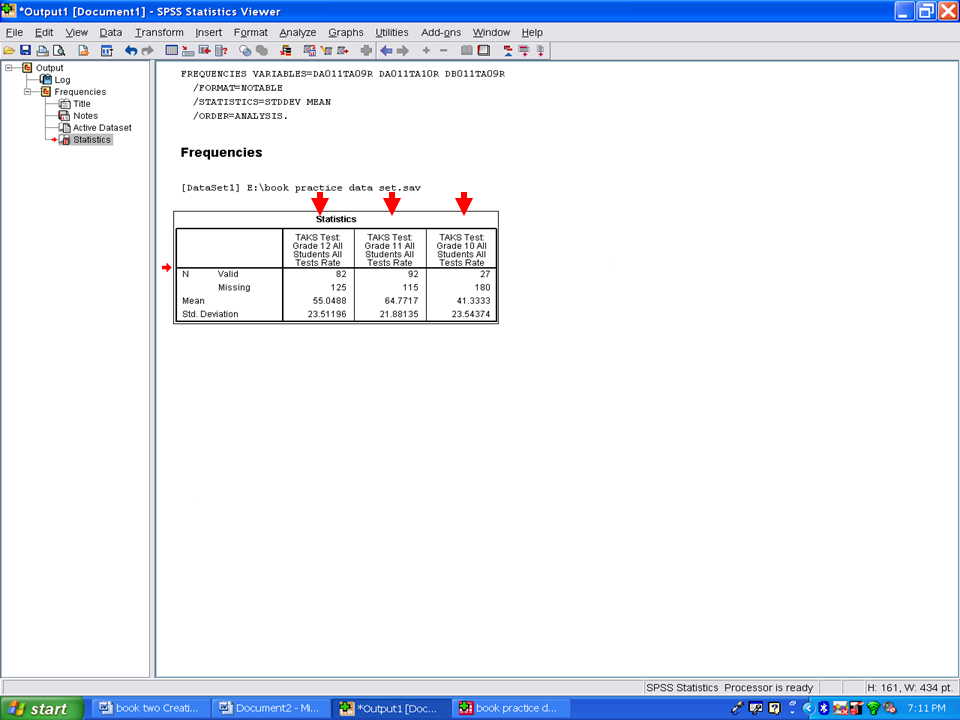 *Output1 [Document1] - SPSS Statistics Viewer
File Edit View Data Transform Insert Format Analyze Graphs Utilities Add-ons Window Help
Output
Log
Frequencies
Title
Notes
Active Dataset
Statistics
FREQUENCIES VARIABLES=DA011TA09R DA011TA10R DB011TA09R
/FORMAT=NOTABLE
/STATISTICS=STDDEV MEAN
/ORDER=ANALYSIS.
Frequencies
[DataSet1] E:\book practice data set.sav
Statistics
TAKS Test: Grade 12 All Students All Tests Rate
TAKS Test: Grade 11 All Students All Tests Rate
TAKS Test: Grade 10 All Students All Tests Rate
N Valid 82 92 27
Missing 125 115 180
Mean 55.0488 64.7717 41.3333
Std. Deviation 23.51196 21.88135 23.54374
SPSS Statistics Processor is ready
H: 161, W: 434 pt.
start
book two Creati...
Document2 - Mi...
*Output1 [Doc...
book practice d...
7:11 PM